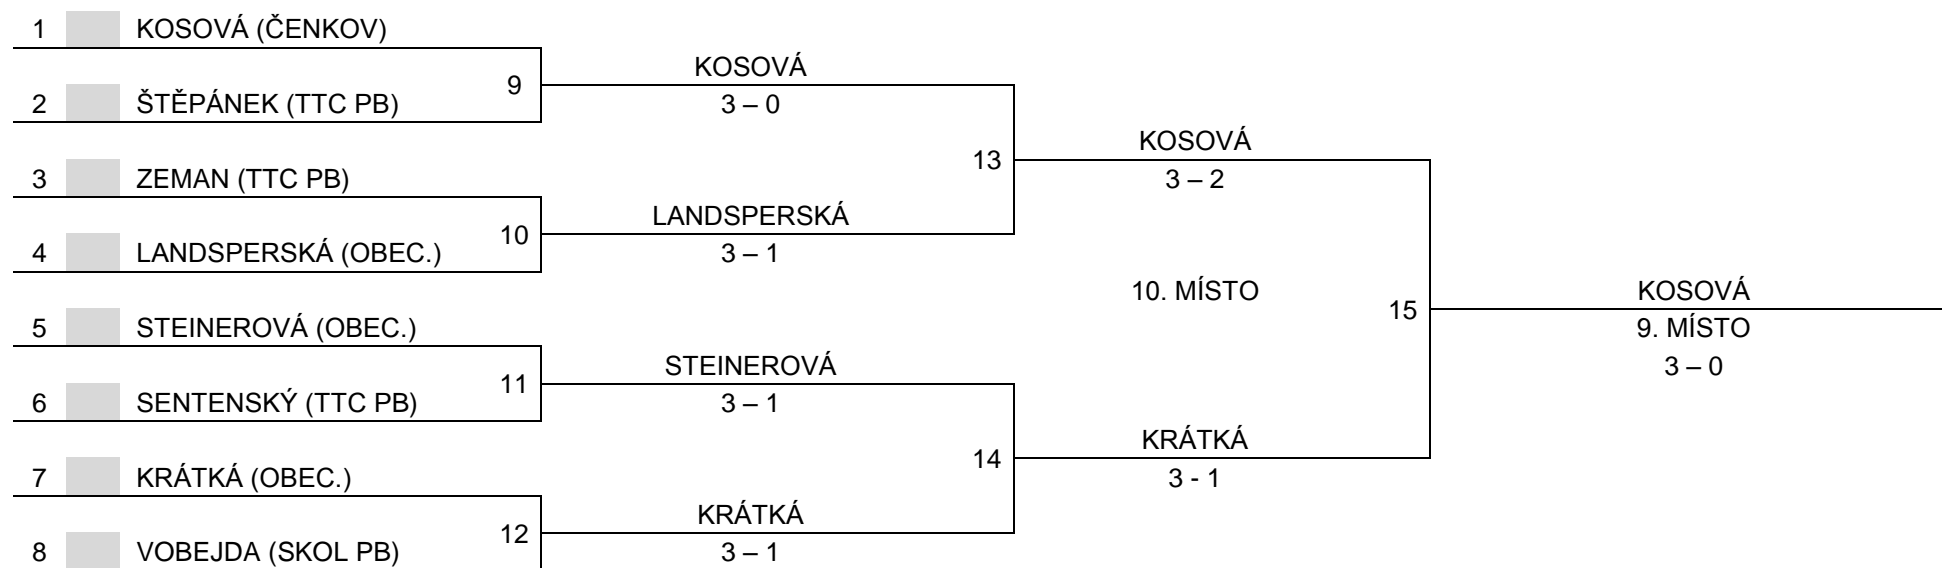 1 KOSOVÁ (ČENKOV)
KOSOVÁ
9
2 ŠTĚPÁNEK (TTC PB)
3 – 0
KOSOVÁ
13
3 ZEMAN (TTC PB)
3 – 2
LANDSPERSKÁ
10
4 LANDSPERSKÁ (OBEC.)
3 – 1
10. MÍSTO
KOSOVÁ
15
5 STEINEROVÁ (OBEC.)
9. MÍSTO
STEINEROVÁ
3 – 0
11
6 SENTENSKÝ (TTC PB)
3 – 1
KRÁTKÁ
14
7 KRÁTKÁ (OBEC.)
3 - 1
KRÁTKÁ
12
8 VOBEJDA (SKOL PB)
3 – 1